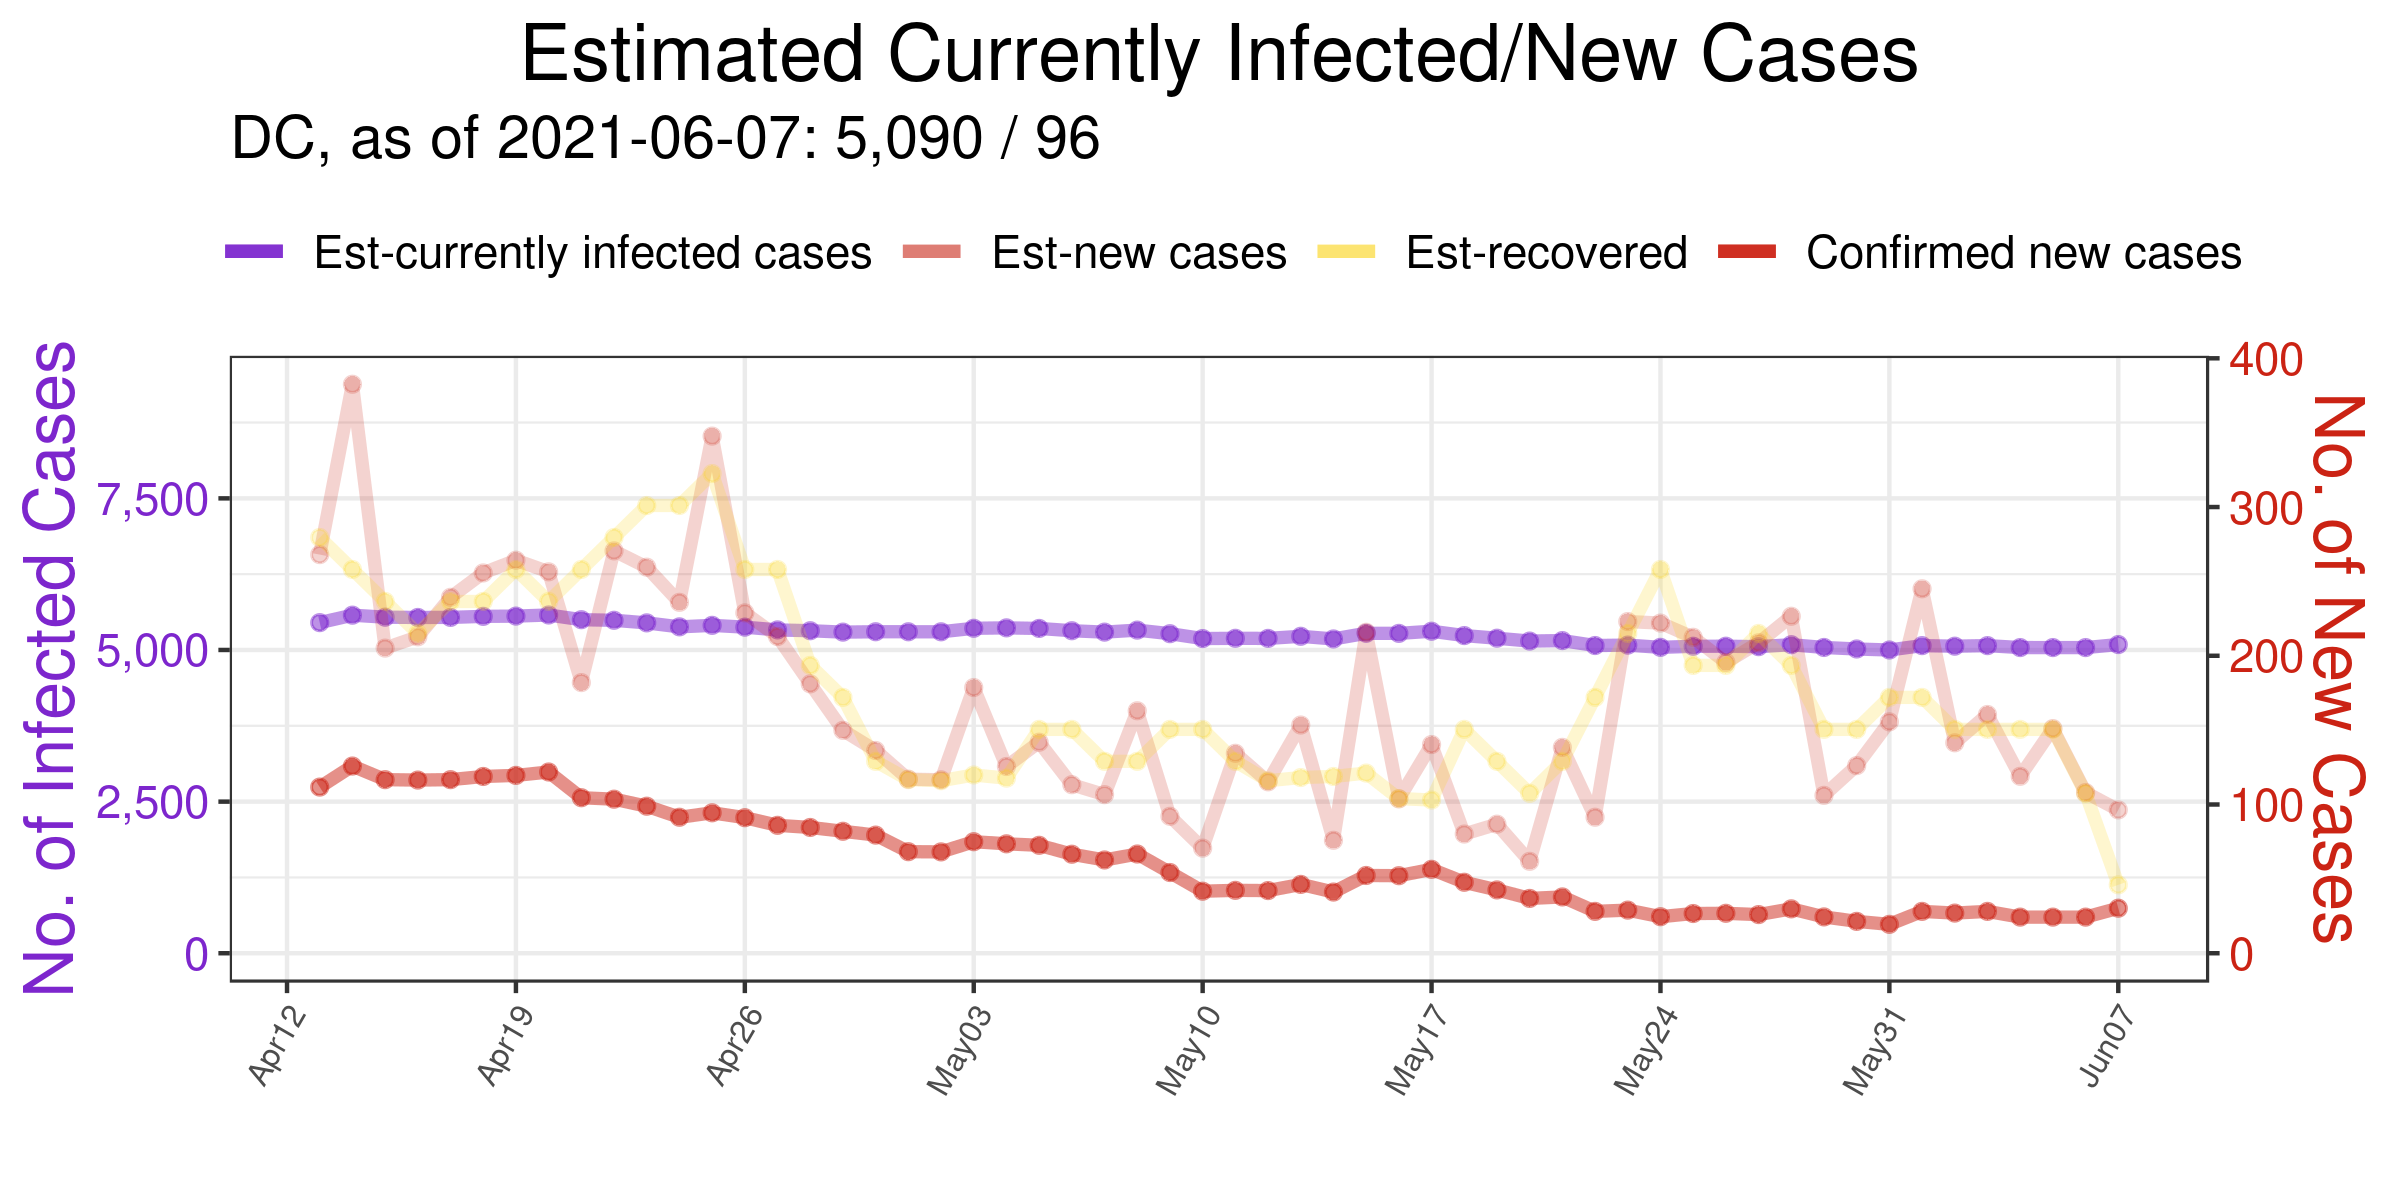 Estimated Currently Infected/New Cases
DC, as of 2021-06-07: 5,090 / 96
Est-currently infected cases Est-new cases Est-recovered Confirmed new cases
No. of Infected Cases
7,500
5,000
2,500
0
400
300
200
100
0
No. of New Cases
Apr12 Apr19 Apr26 May03 May10 May17 May24 May31 Jun07